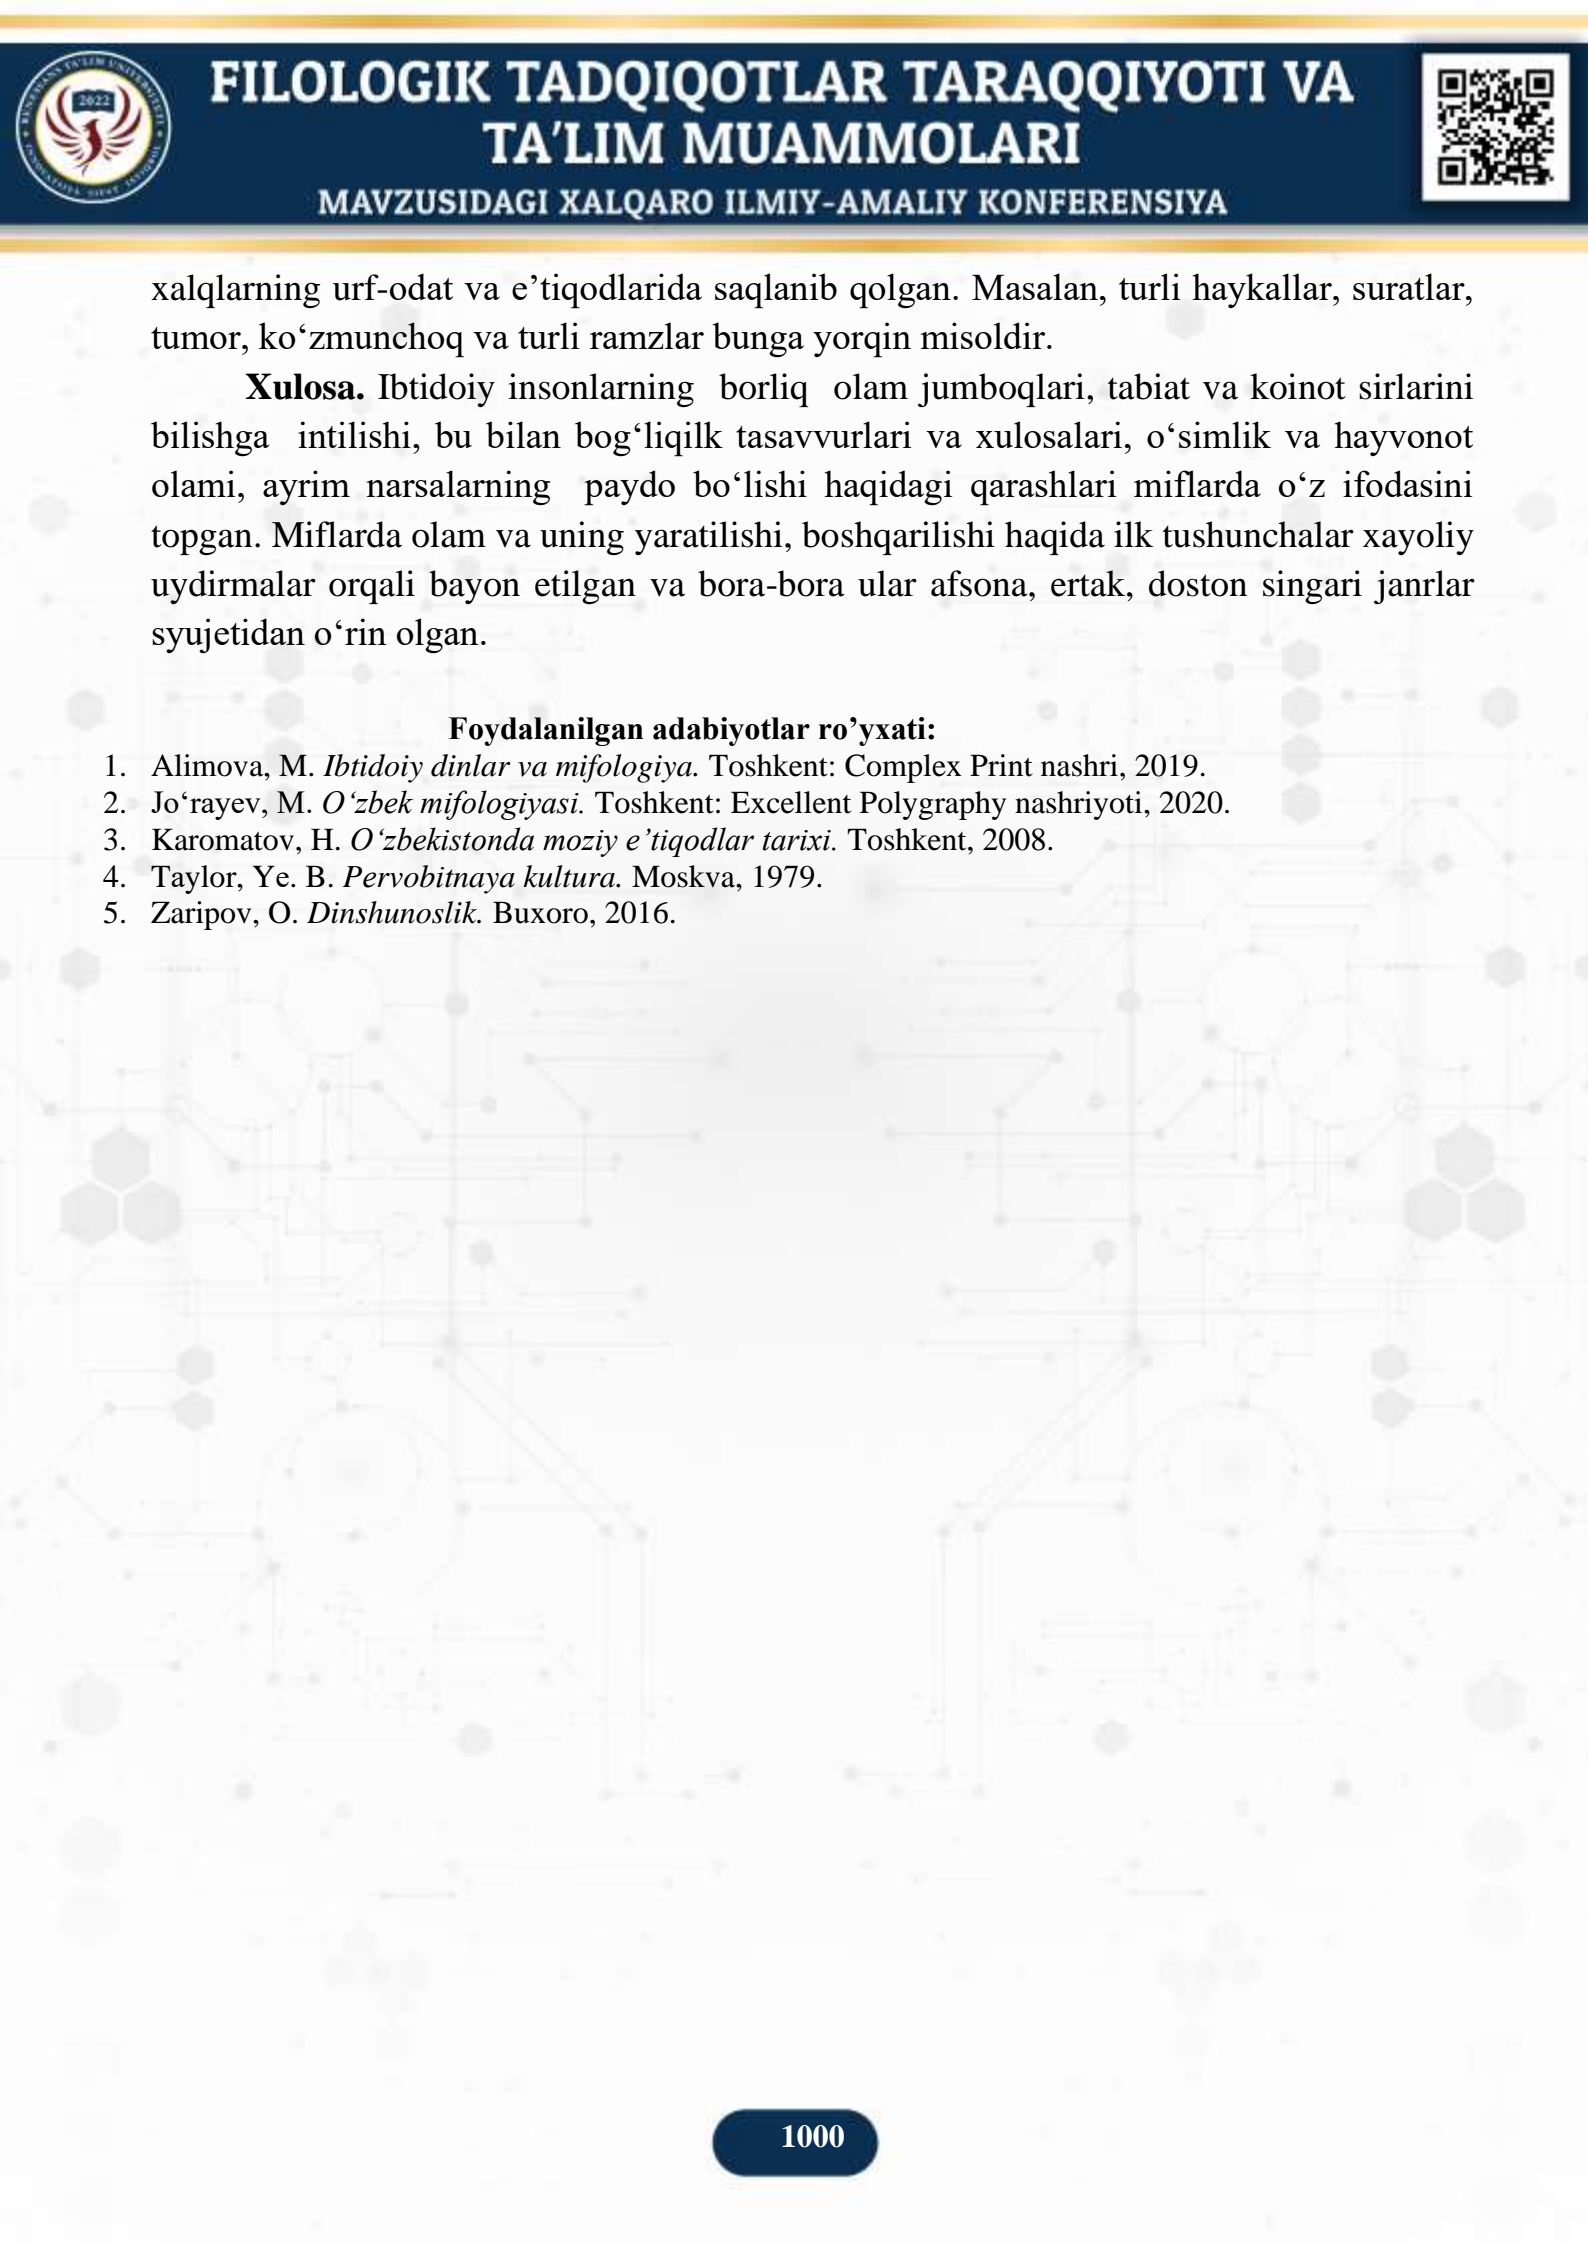 2022
FILOLOGIK TADQIQOTLAR TARAQQIYOTI VA
TA’LIM MUAMMOLARI
MAVZUSIDAGI XALQARO ILMIY-AMALIY KONFERENSIYA
xalqlarning urf-odat va e’tiqodlarida saqlanib qolgan. Masalan, turli haykallar, suratlar,
tumor, ko‘zmunchoq va turli ramzlar bunga yorqin misoldir.
Xulosa. Ibtidoiy insonlarning borliq olam jumboqlari, tabiat va koinot sirlarini
bilishga intilishi, bu bilan bog‘liqilk tasavvurlari va xulosalari, o‘simlik va hayvonot
olami, ayrim narsalarning paydo bo‘lishi haqidagi qarashlari miflarda o‘z ifodasini
topgan. Miflarda olam va uning yaratilishi, boshqarilishi haqida ilk tushunchalar xayoliy
uydirmalar orqali bayon etilgan va bora-bora ular afsona, ertak, doston singari janrlar
syujetidan o‘rin olgan.
Foydalanilgan adabiyotlar ro’yxati:
1. Alimova, M. Ibtidoiy dinlar va mifologiya. Toshkent: Complex Print nashri, 2019.
2. Jo‘rayev, M. O‘zbek mifologiyasi. Toshkent: Excellent Polygraphy nashriyoti, 2020.
3. Karomatov, H. O‘zbekistonda moziy e’tiqodlar tarixi. Toshkent, 2008.
4. Taylor, Ye. B. Pervobitnaya kultura. Moskva, 1979.
5. Zaripov, O. Dinshunoslik. Buxoro, 2016.
1000